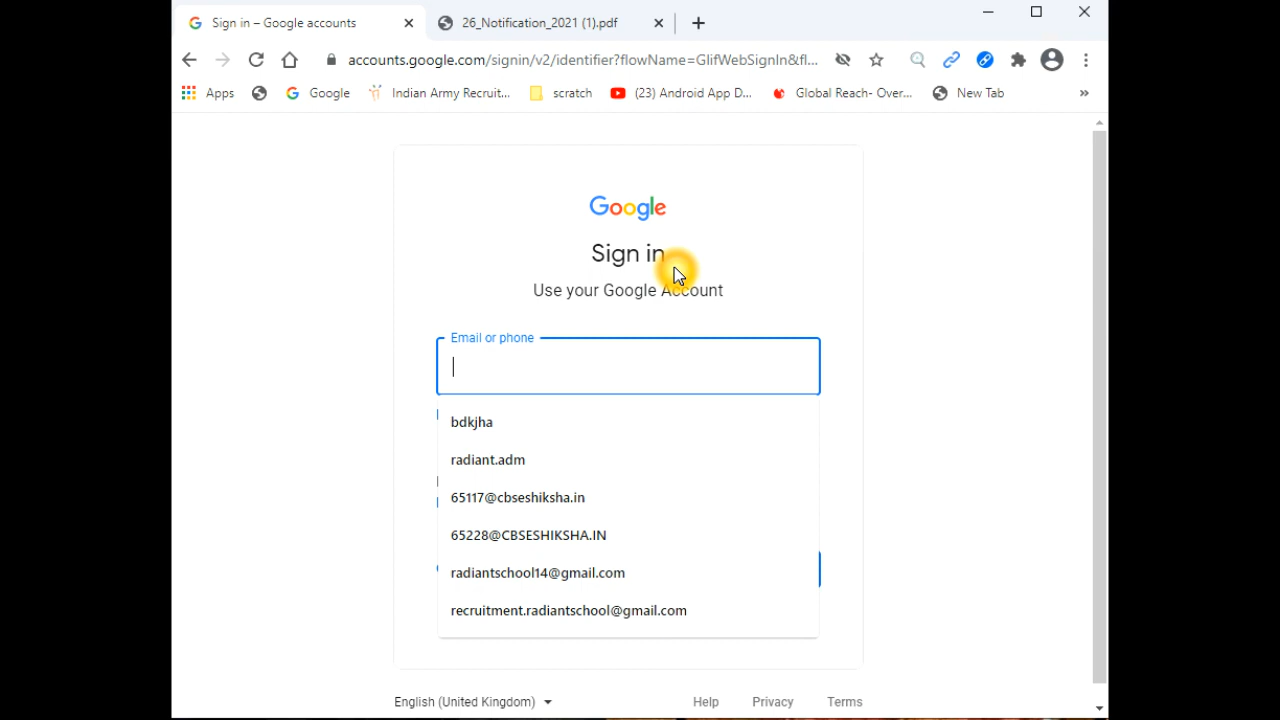 Sign in – Google accounts
26_Notification_2021 (1).pdf
accounts.google.com/signin/v2/identifier?flowName=GlifWebSignIn&fl...
Apps
Google
Indian Army Recruit...
scratch
(23) Android App D...
Global Reach- Over...
New Tab
»
Google
Sign in
Use your Google Account
Email or phone
bdkjha
radiant.adm
65117@cbseshiksha.in
65228@CBSESHIKSHA.IN
radiantschool14@gmail.com
recruitment.radiantschool@gmail.com
English (United Kingdom)
Help
Privacy
Terms